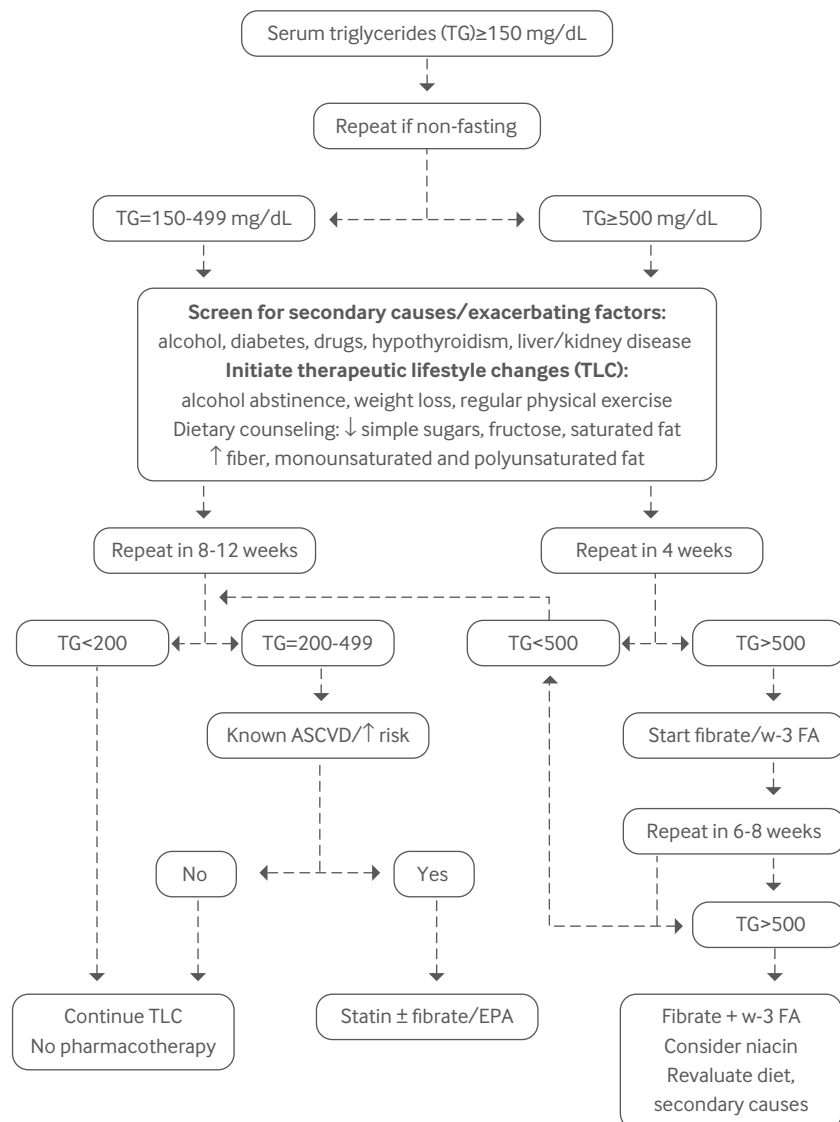 Serum triglycerides (TG)≥150 mg/dL
Repeat if non-fasting
TG=150-499 mg/dL
TG≥500 mg/dL
Screen for secondary causes/exacerbating factors:
alcohol, diabetes, drugs, hypothyroidism, liver/kidney disease
Initiate therapeutic lifestyle changes (TLC):
alcohol abstinence, weight loss, regular physical exercise
Dietary counseling: ↓ simple sugars, fructose, saturated fat
↑ fiber, monounsaturated and polyunsaturated fat
Repeat in 8-12 weeks
Repeat in 4 weeks
TG<200
TG=200-499
TG<500
TG>500
Known ASCVD/↑ risk
Start fibrate/w-3 FA
Repeat in 6-8 weeks
No
Yes
TG>500
Continue TLC
No pharmacotherapy
Statin ± fibrate/EPA
Fibrate + w-3 FA
Consider niacin
Revaluate diet,
secondary causes